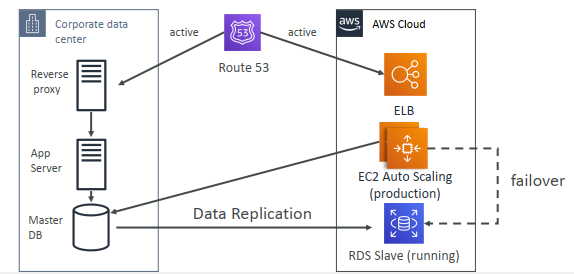 Corporate data
center
active
53
active
aws
AWS Cloud
Route 53
Reverse
proxy
ELB
App
Server
EC2 Auto Scaling
(production)
failover
Master
DB
Data Replication
RDS Slave (running)